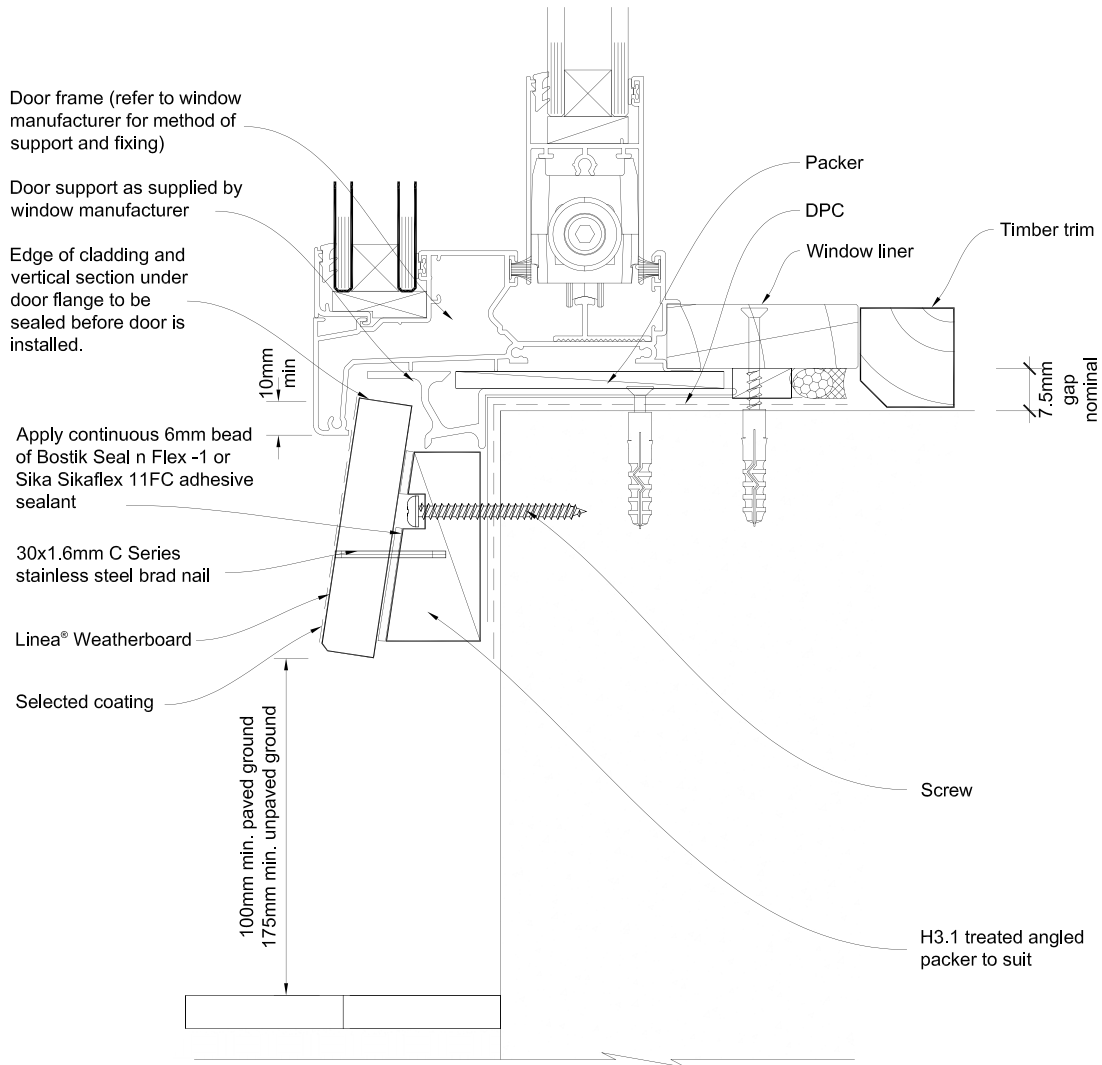 Door frame (refer to window
manufacturer for method of
support and fixing)
Door support as supplied by
window manufacturer
Edge of cladding and
vertical section under
door flange to be
sealed before door is
installed.
10mm
min
Apply continuous 6mm bead
of Bostik Seal n Flex -1 or
Sika Sikaflex 11FC adhesive
sealant
30x1.6mm C Series
stainless steel brad nail
Linea® Weatherboard
Selected coating
100mm min. paved ground
175mm min. unpaved ground
Packer
DPC
Window liner
Timber trim
7.5mm
gap
nominal
Screw
H3.1 treated angled
packer to suit